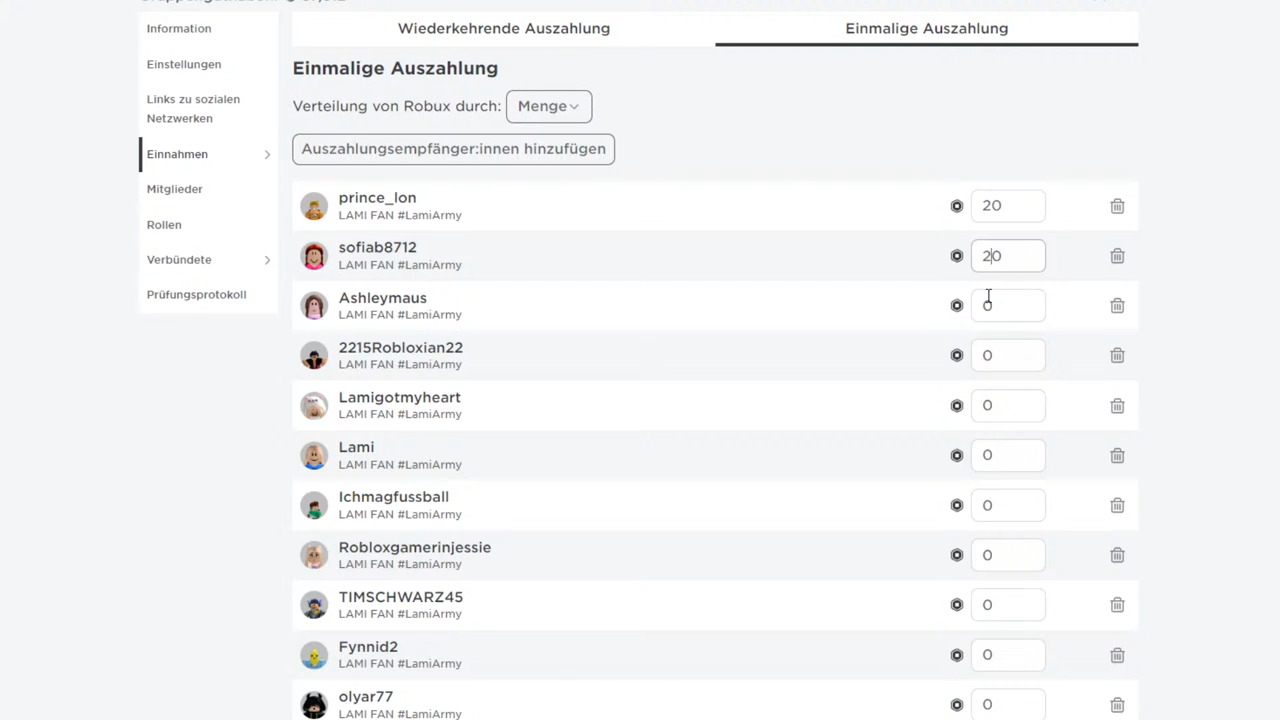 Information
Einstellungen
Links zu sozialen
Netzwerken
Einnahmen
Mitglieder
Rollen
Verbündete
Prüfungsprotokoll
Wiederkehrende Auszahlung
Einmalige Auszahlung
Einmalige Auszahlung
Verteilung von Robux durch: Menge
Auszahlungsempfänger:innen hinzufügen
prince_lon
LAMI FAN #LamiArmy
20
sofiab8712
LAMI FAN #LamiArmy
20
Ashleymaus
LAMI FAN #LamiArmy
0
2215Robloxian22
LAMI FAN #LamiArmy
0
Lamigotmyheart
LAMI FAN #LamiArmy
0
Lami
LAMI FAN #LamiArmy
0
Ichmagfussball
LAMI FAN #LamiArmy
0
Robloxgamerinjessie
LAMI FAN #LamiArmy
0
TIMSCHWARZ45
LAMI FAN #LamiArmy
0
Fynnid2
LAMI FAN #LamiArmy
0
olyar77
LAMI FAN #LamiArmy
0